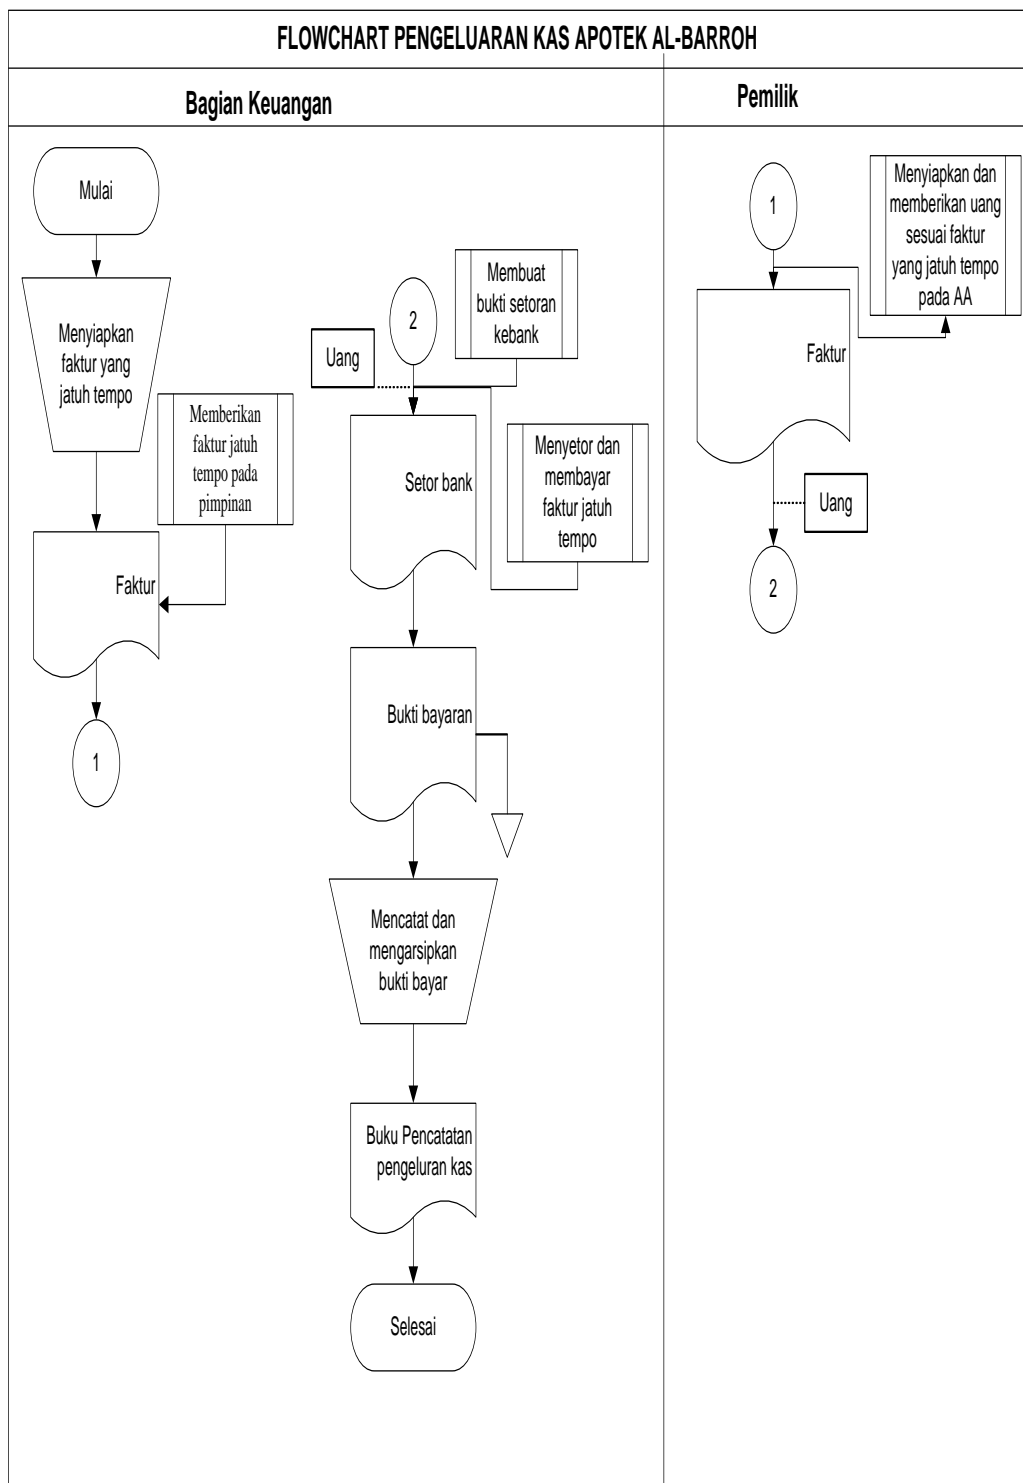 FLOWCHART PENGELUARAN KAS APOTEK AL-BARROH
Bagian Keuangan
Pemilik
Mulai
Menyiapkan
faktur yang
jatuh tempo
Memberikan
faktur jatuh
tempo pada
pimpinan
Faktur
1
2
Membuat
bukti setoran
kebank
Uang
Setor bank
Menyetor dan
membayar
faktur jatuh
tempo
Bukti bayaran
Mencatat dan
mengarsipkan
bukti bayar
Buku Pencatatan
pengeluran kas
Selesai
1
Menyiapkan dan
memberikan uang
sesuai faktur
yang jatuh tempo
pada AA
Faktur
Uang
2